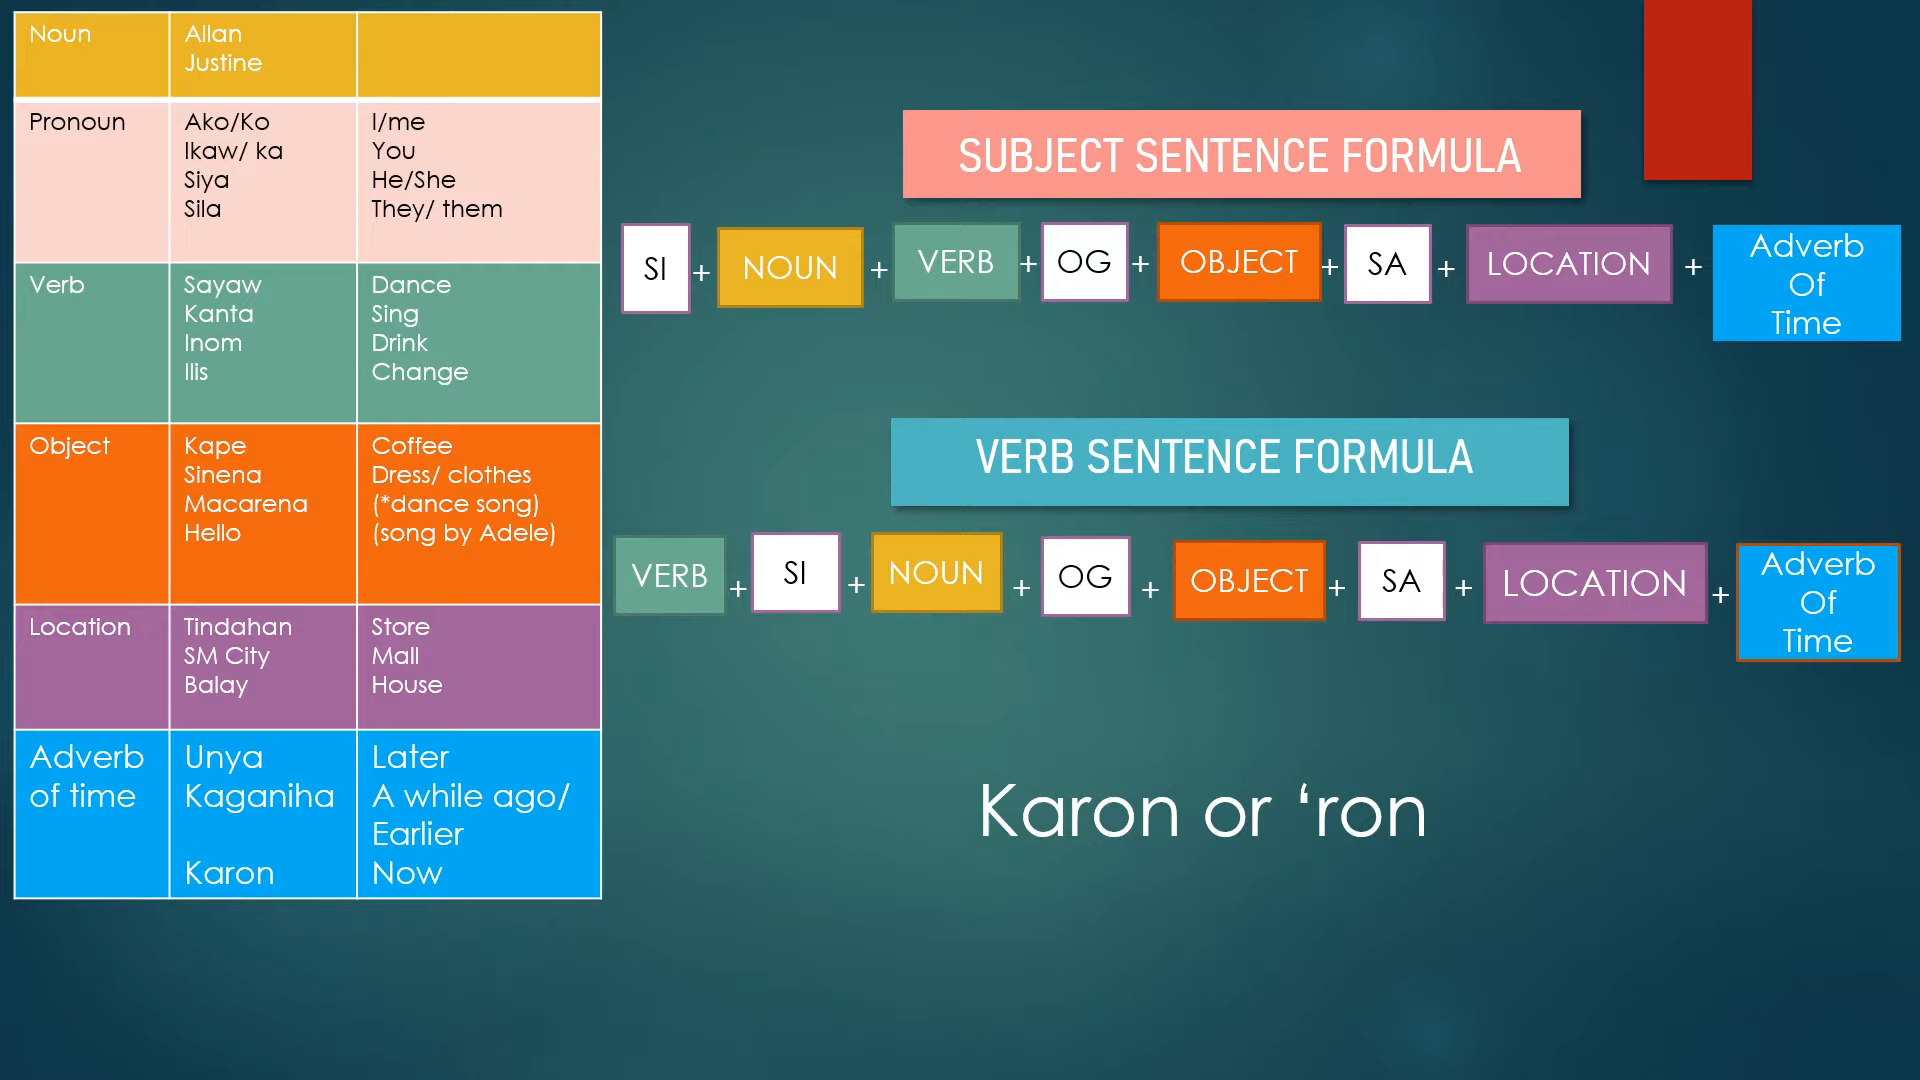 Noun
Allan
Justine
Pronoun
Ako/Ko
I/me
Ikaw/ ka
You
Siya
He/She
Sila
They/ them
Verb
Sayaw
Dance
Kanta
Sing
Inom
Drink
Ilis
Change
Object
Kape
Coffee
Sinena
Dress/ clothes
Macarena
(*dance song)
Hello
(song by Adele)
Location
Tindahan
Store
SM City
Mall
Balay
House
Adverb
of time
Unya
Later
Kaganiha
A while ago/
Earlier
Karon
Now
SUBJECT SENTENCE FORMULA
SI + NOUN + VERB + OG + OBJECT + SA + LOCATION + Adverb
Of
Time
VERB SENTENCE FORMULA
VERB + SI + NOUN + OG + OBJECT + SA + LOCATION + Adverb
Of
Time
Karon or ‘ron